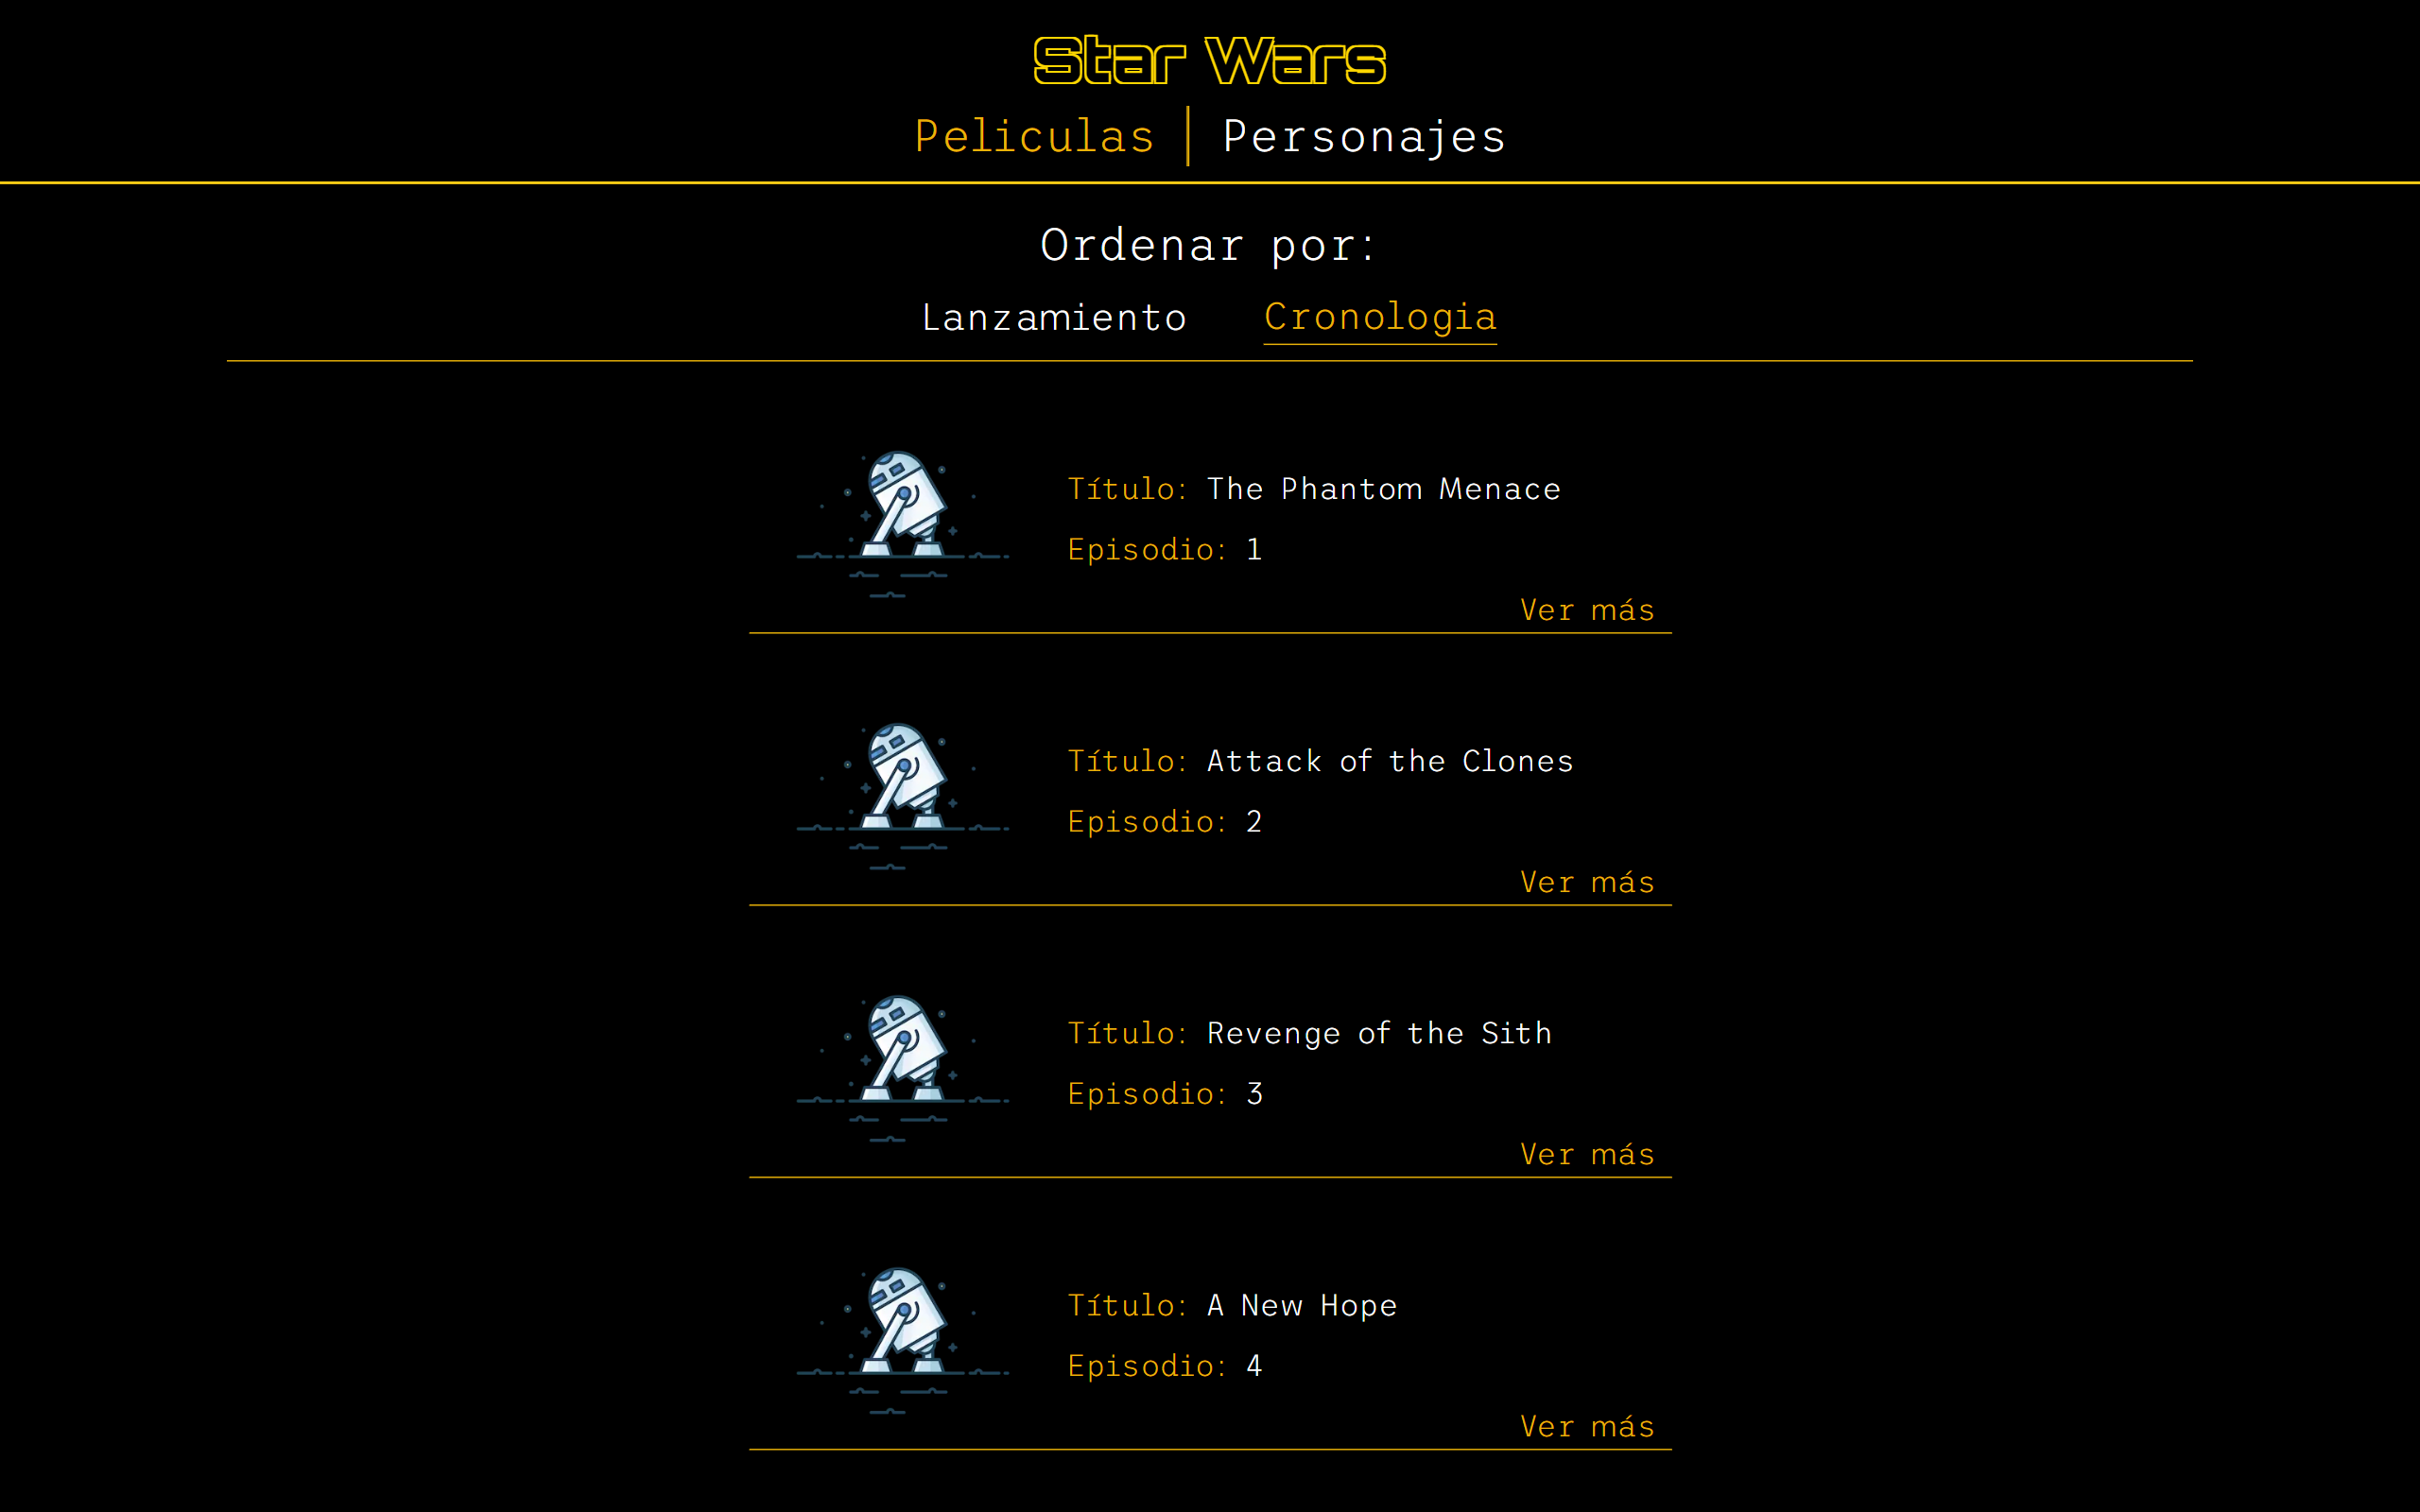 Star Wars
Peliculas Personajes
Ordenar por:
Lanzamiento Cronologia
Título: The Phantom Menace
Episodio: 1
Ver más
Título: Attack of the Clones
Episodio: 2
Ver más
Título: Revenge of the Sith
Episodio: 3
Ver más
Título: A New Hope
Episodio: 4
Ver más